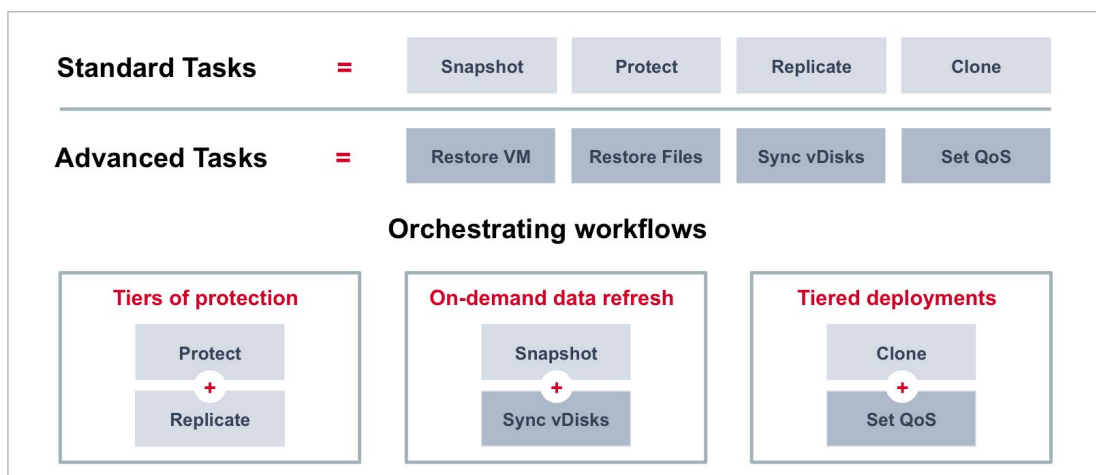 Standard Tasks = Snapshot Protect Replicate Clone
Advanced Tasks = Restore VM Restore Files Sync vDisks Set QoS
Orchestrating workflows
Tiers of protection
Protect
+
Replicate
On-demand data refresh
Snapshot
+
Sync vDisks
Tiered deployments
Clone
+
Set QoS